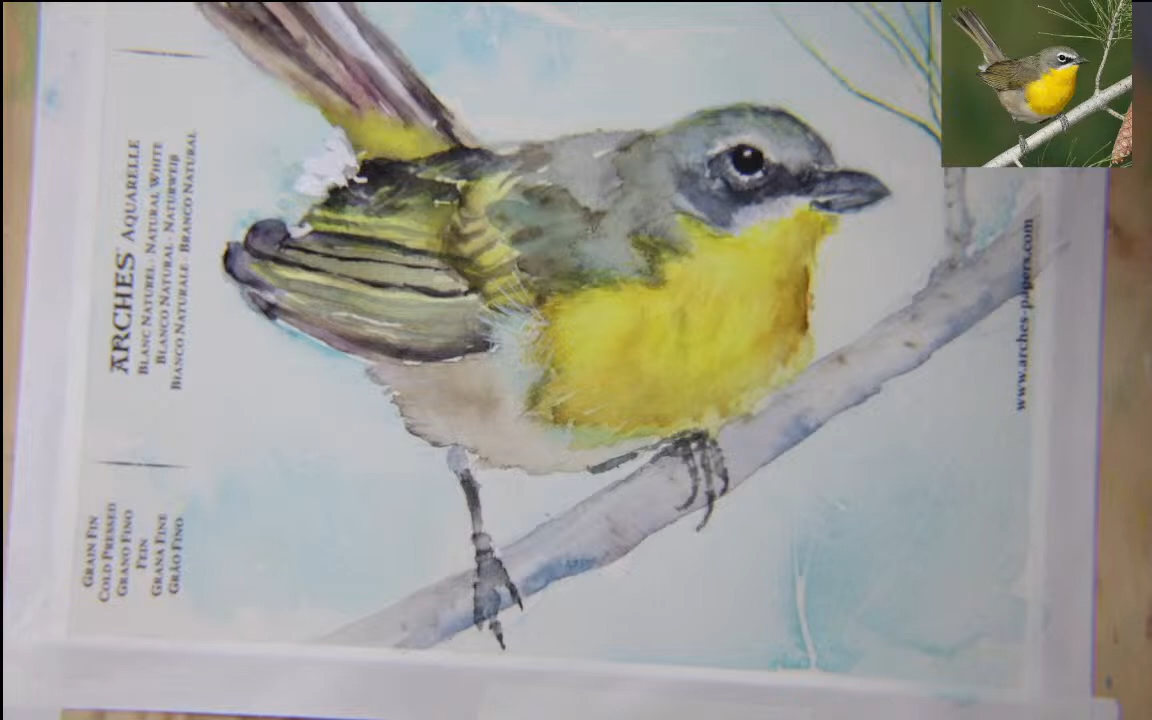 ARCHES® AQUARELLE
BLANC NATUREL - NATURAL WHITE
BLANCO NATURAL - NATURWEIß
BIANCO NATURALE - BRANCO NATURAL
GRAIN FIN
COLD PRESSED
GRANO FINO
FEIN
GRANA FINE
GRÃO FINO
www.arches-papers.com